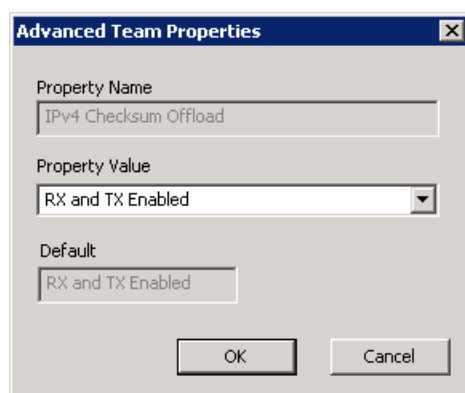 Advanced Team Properties
Property Name
IPv4 Checksum Offload
Property Value
RX and TX Enabled
Default
RX and TX Enabled
OK Cancel